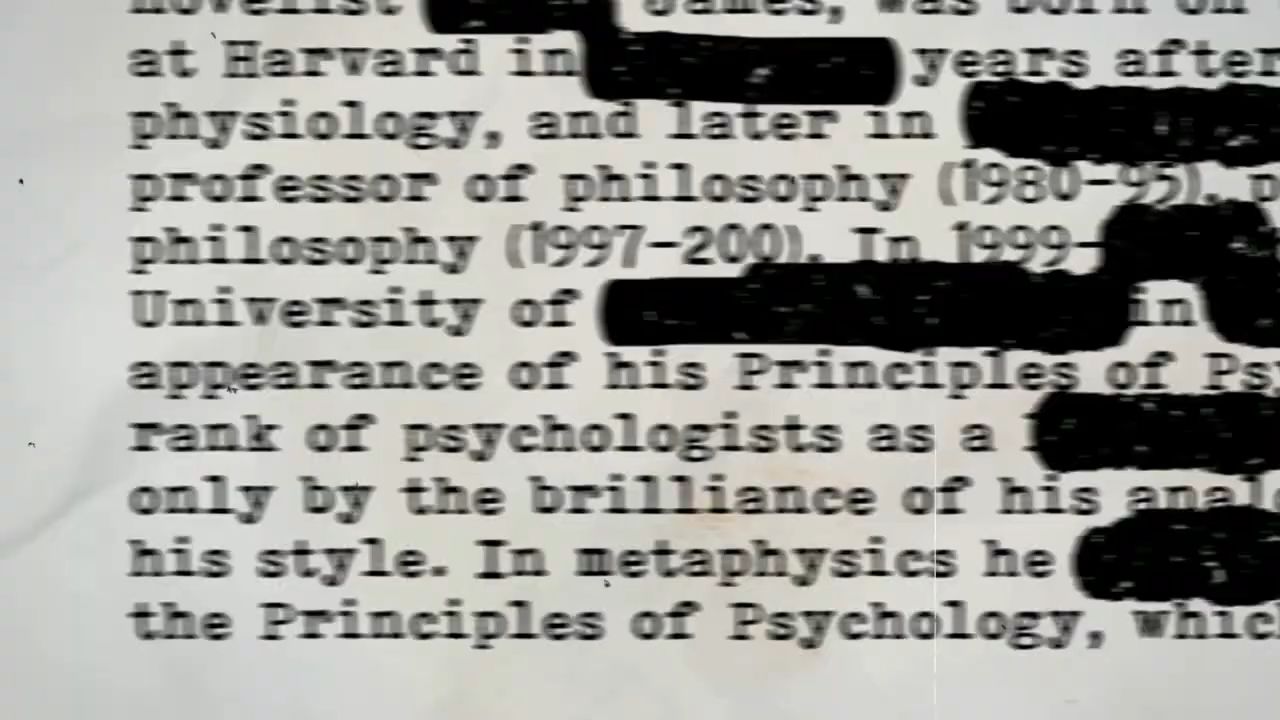 novelist James, was born on
at Harvard in years after
physiology, and later in
professor of philosophy (1980-95), p
philosophy (1997-200). In 1999-
University of in
appearance of his Principles of Psy
rank of psychologists as a
only by the brilliance of his anal
his style. In metaphysics he
the Principles of Psychology, which